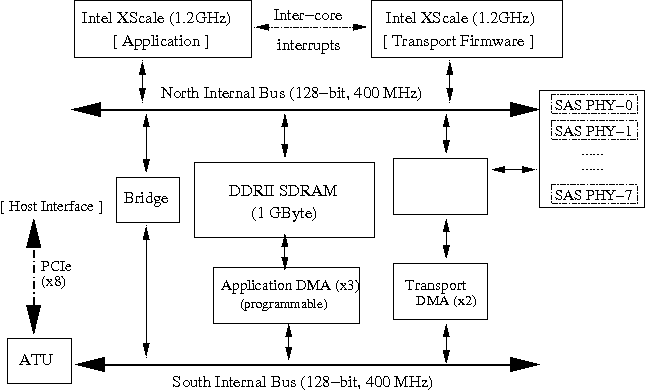 Intel XScale (1.2GHz)
[ Application ]
Inter-core
interrupts
Intel XScale (1.2GHz)
[ Transport Firmware ]
North Internal Bus (128-bit, 400 MHz)
SAS PHY-0
SAS PHY-1
......
......
SAS PHY-7
Bridge
DDRII SDRAM
(1 GByte)
[ Host Interface ]
PCIe
(x8)
Application DMA (x3)
(programmable)
Transport
DMA (x2)
ATU
South Internal Bus (128-bit, 400 MHz)